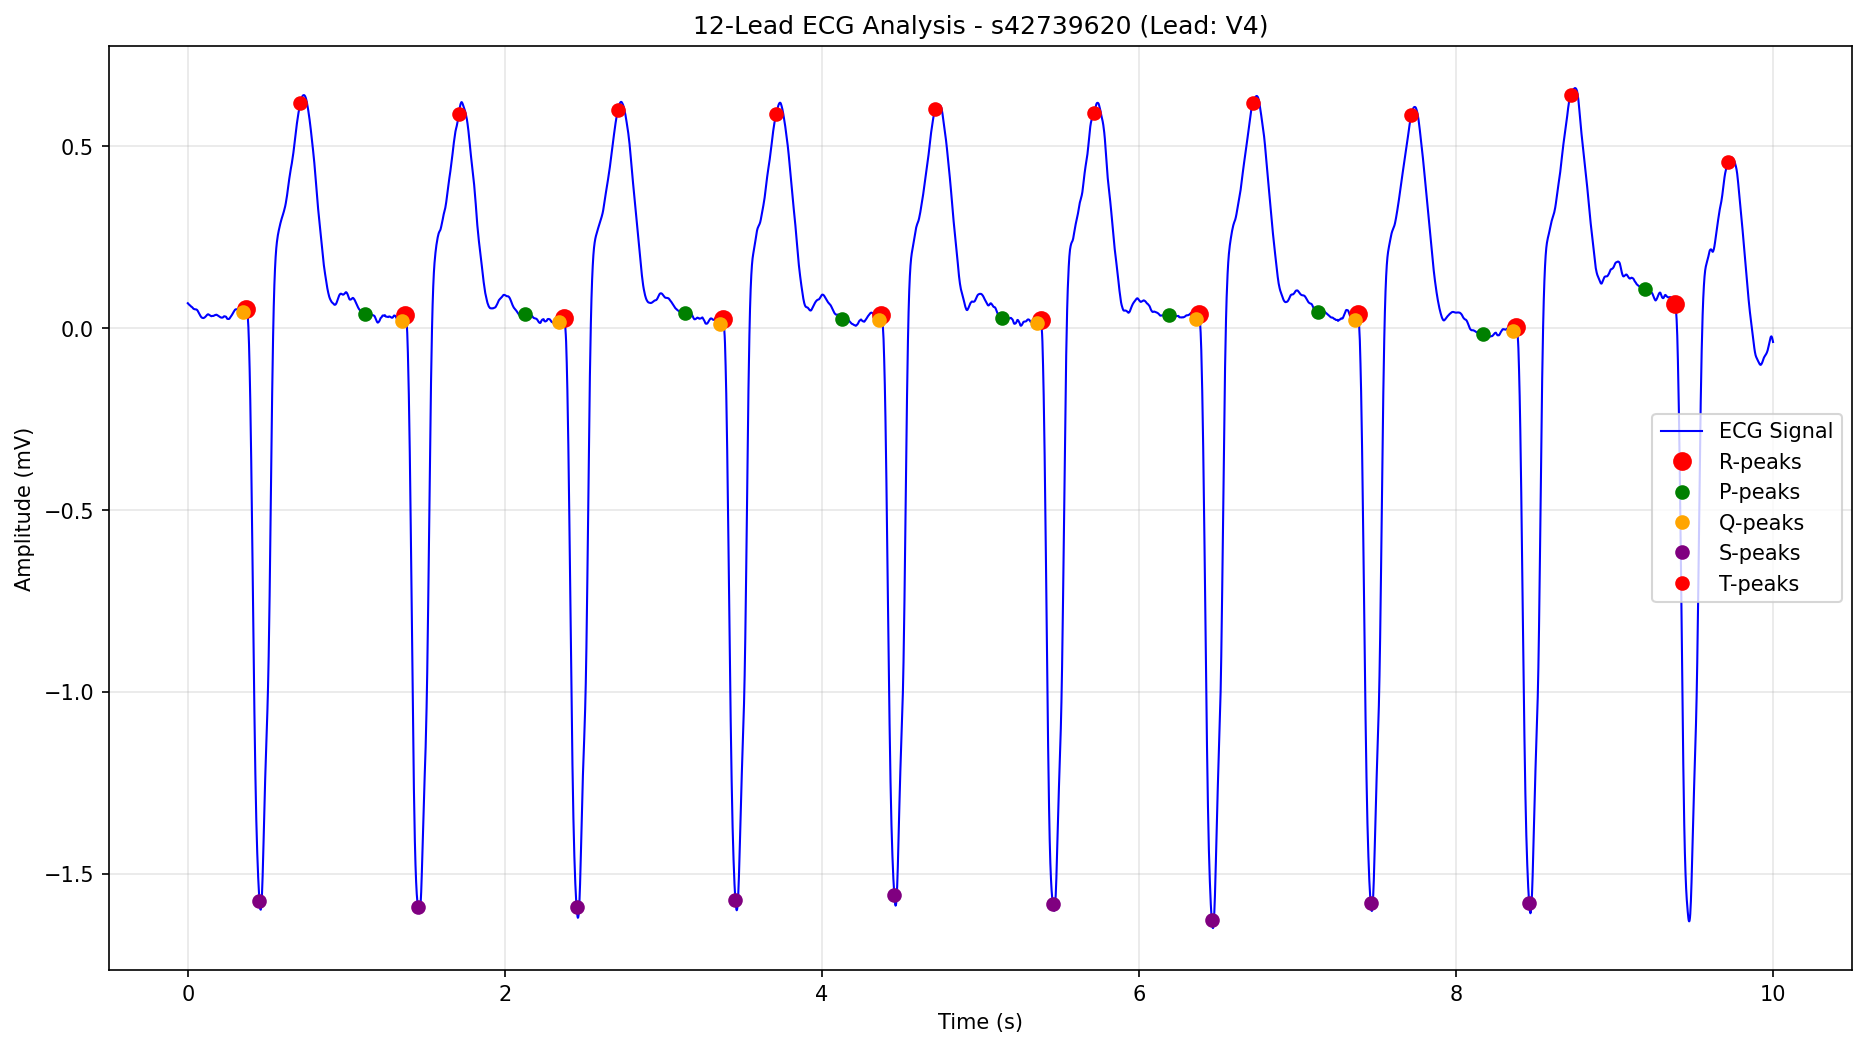 12-Lead ECG Analysis - s42739620 (Lead: V4)
Amplitude (mV)
0.5
0.0
−0.5
−1.0
−1.5
ECG Signal
R-peaks
P-peaks
Q-peaks
S-peaks
T-peaks
0 2 4 6 8 10
Time (s)